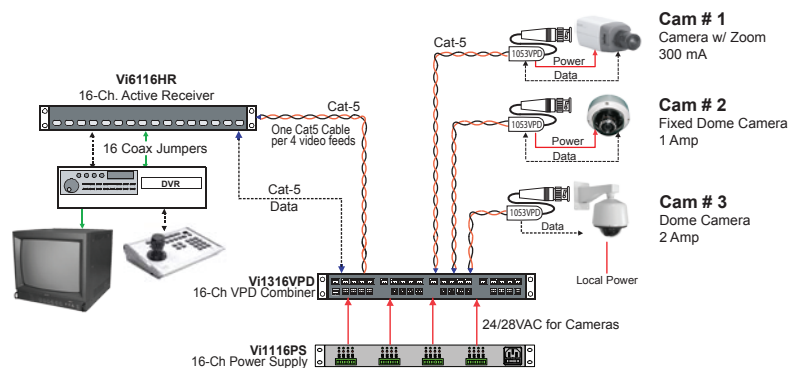 Cam # 1
Camera w/ Zoom
300 mA
Cat-5
1053VPD
Power
Data
Vi6116HR
16-Ch. Active Receiver
Cat-5
One Cat5 Cable
per 4 video feeds
Cam # 2
Fixed Dome Camera
1 Amp
1053VPD
Power
Data
16 Coax Jumpers
DVR
Cat-5
Data
Cam # 3
Dome Camera
2 Amp
1053VPD
Data
Local Power
Vi1316VPD
16-Ch VPD Combiner
24/28VAC for Cameras
Vi1116PS
16-Ch Power Supply